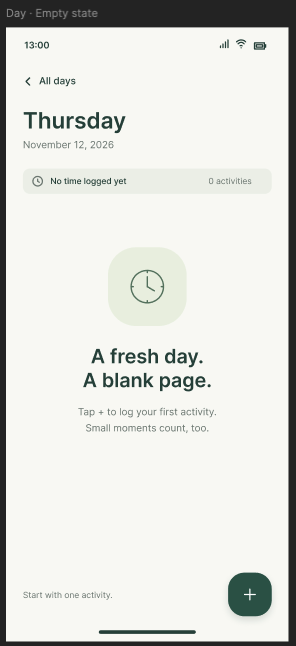 Day · Empty state
13:00
All days
Thursday
November 12, 2026
No time logged yet
0 activities
A fresh day.
A blank page.
Tap + to log your first activity.
Small moments count, too.
Start with one activity.
+